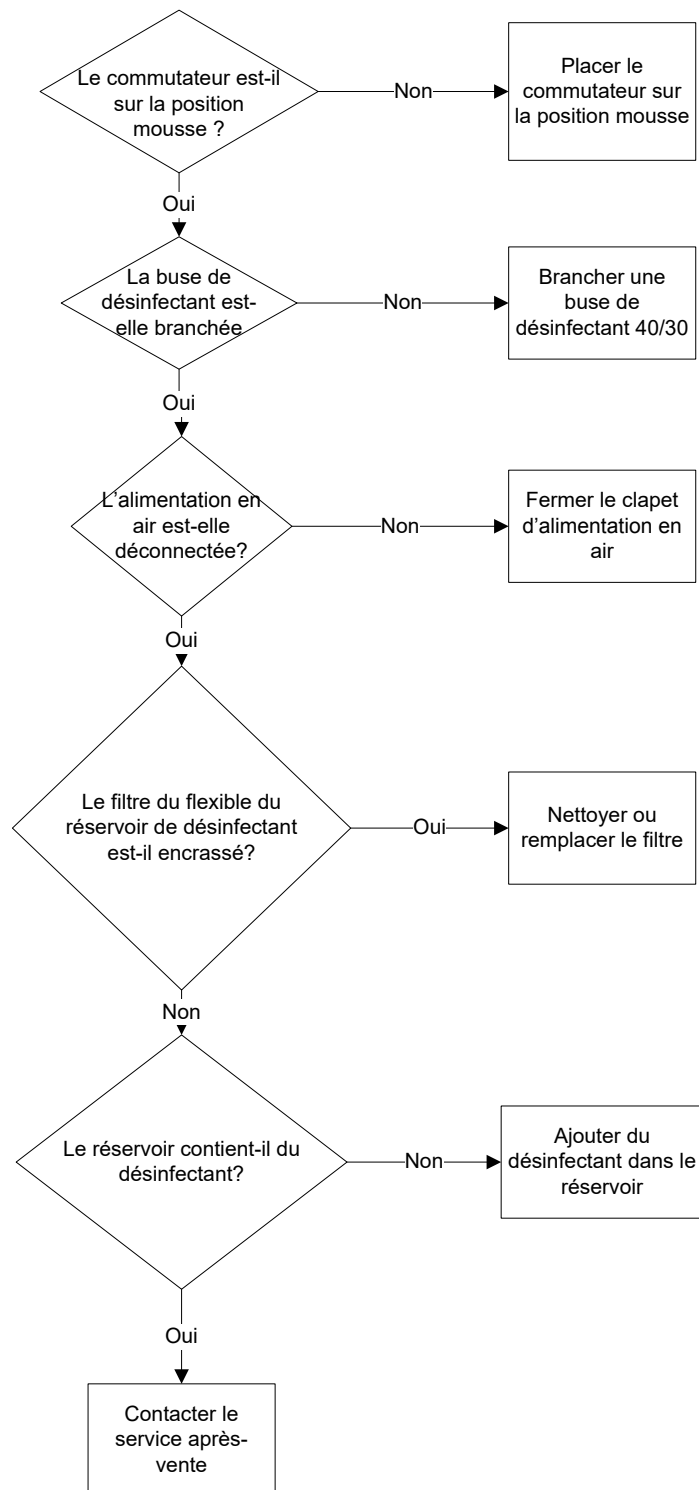 Le commutateur est-il
sur la position
mousse ?
Non
Placer le
commutateur sur
la position mousse
Oui
La buse de
désinfectant est-
elle branchée
Non
Brancher une
buse de
désinfectant 40/30
Oui
L’alimentation en
air est-elle
déconnectée?
Non
Fermer le clapet
d’alimentation en
air
Oui
Le filtre du flexible du
réservoir de désinfectant
est-il encrassé?
Oui
Nettoyer ou
remplacer le filtre
Non
Le réservoir contient-il du
désinfectant?
Non
Ajouter du
désinfectant dans le
réservoir
Oui
Contacter le
service après-
vente